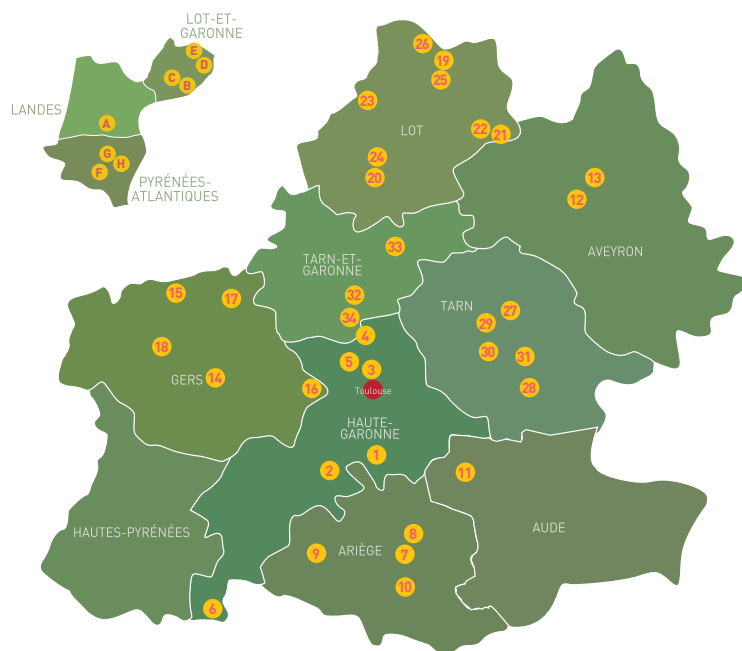 LOT-ET-
GARONNE
E
D
C
B
LANDES
A
G
H
F
PYRÉNÉES-
ATLANTIQUES
26
19
25
23
LOT
22
21
24
20
13
12
AVEYRON
33
TARN-ET-
GARONNE
32
34
4
15
17
18
14
GERS
16
5
3
Toulouse
TARN
27
29
30
31
28
HAUTE-
GARONNE
1
2
11
AUDE
HAUTES-PYRÉNÉES
9
ARIÈGE
8
7
10
6